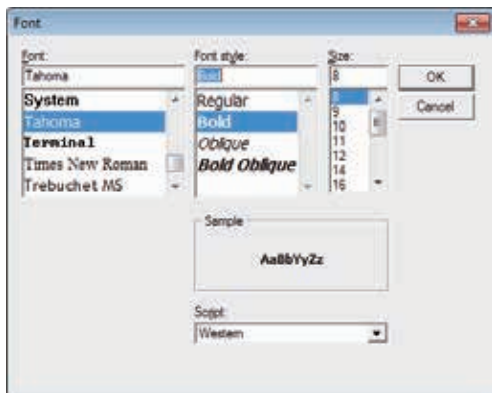 Font
Font: Font style: Size:
Tahoma Bold 8 OK
System Regular 8 Cancel
Tahoma Bold 9
Terminal Oblique 10
Times New Roman Bold Oblique 11
Trebuchet MS 12
14
16
Sample
AaBbYyZz
Script:
Western